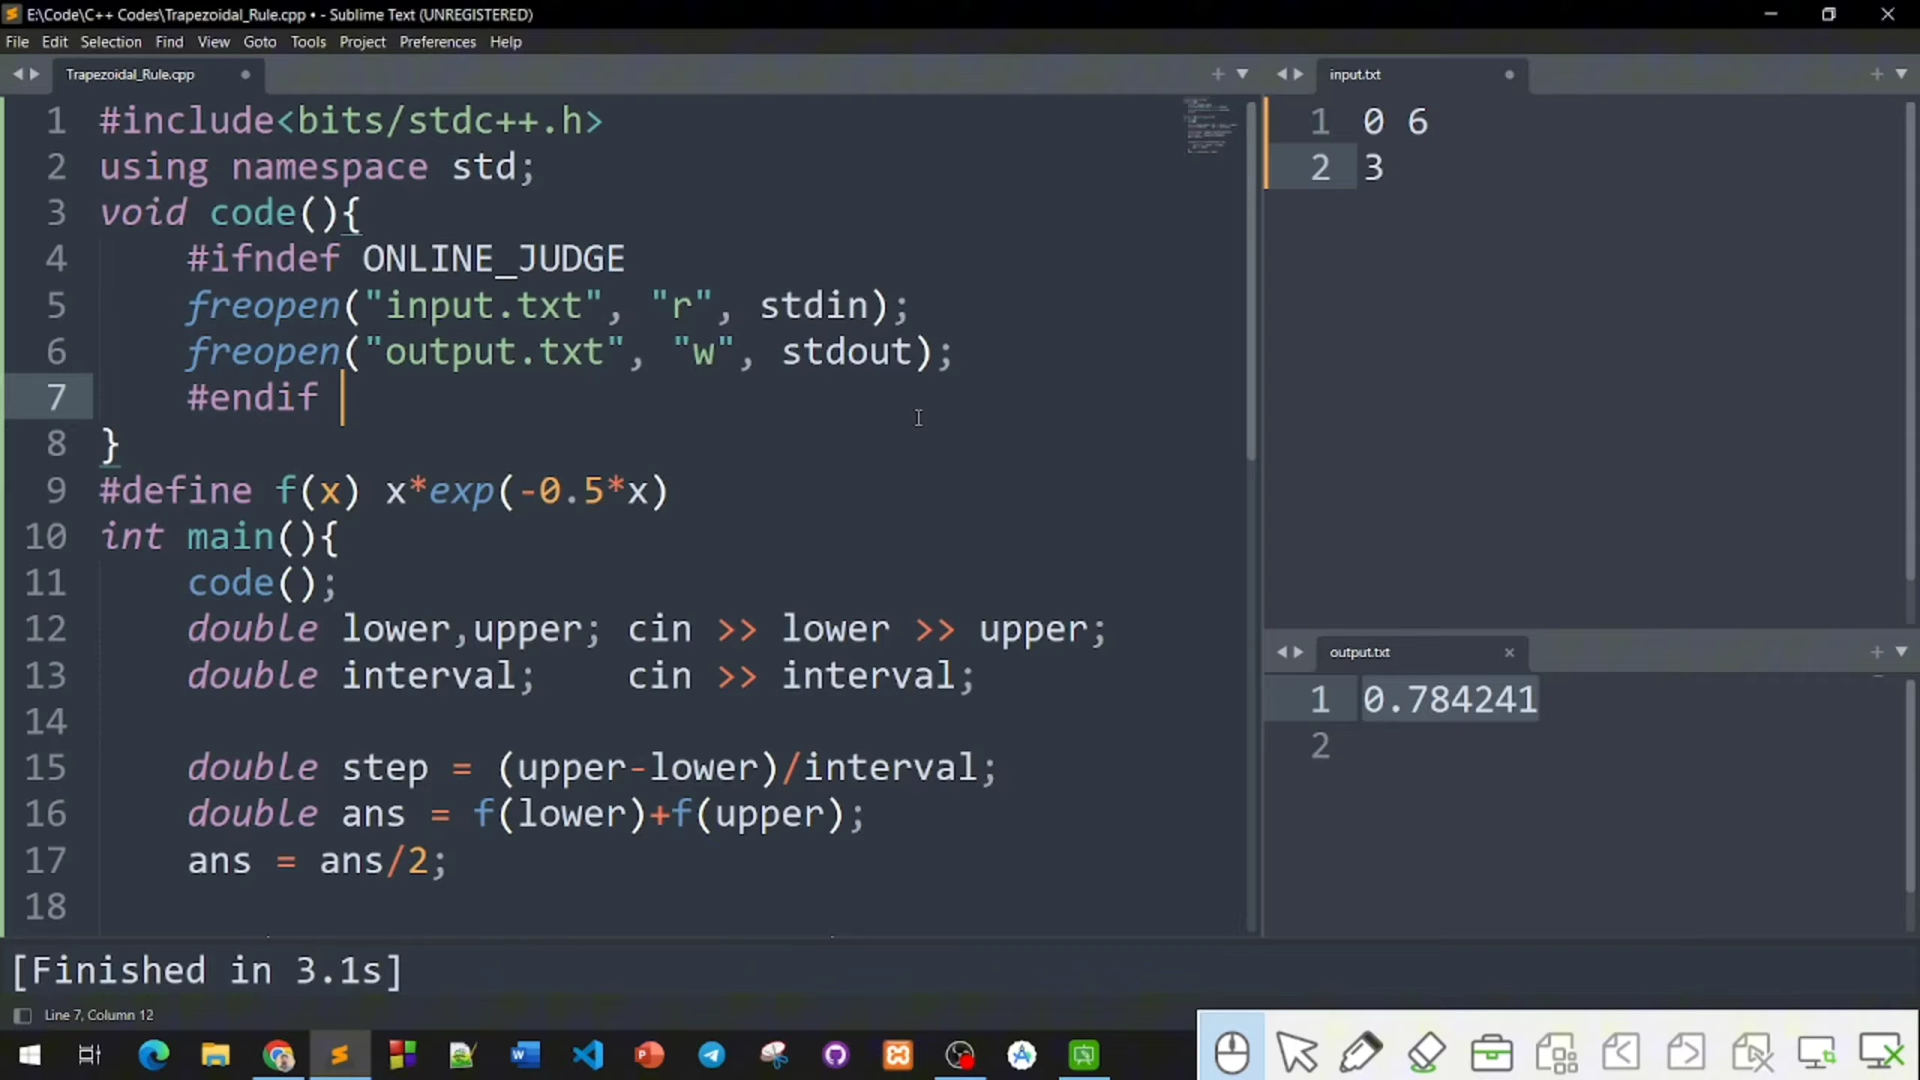 E:\Code\C++ Codes\Trapezoidal_Rule.cpp • - Sublime Text (UNREGISTERED)
File Edit Selection Find View Goto Tools Project Preferences Help
Trapezoidal_Rule.cpp
1 #include<bits/stdc++.h>
2 using namespace std;
3 void code(){
4 #ifndef ONLINE_JUDGE
5 freopen("input.txt", "r", stdin);
6 freopen("output.txt", "w", stdout);
7 #endif
8 }
9 #define f(x) x*exp(-0.5*x)
10 int main(){
11 code();
12 double lower,upper; cin >> lower >> upper;
13 double interval; cin >> interval;
14
15 double step = (upper-lower)/interval;
16 double ans = f(lower)+f(upper);
17 ans = ans/2;
18
input.txt
1 0 6
2 3
output.txt
1 0.784241
2
[Finished in 3.1s]
Line 7, Column 12